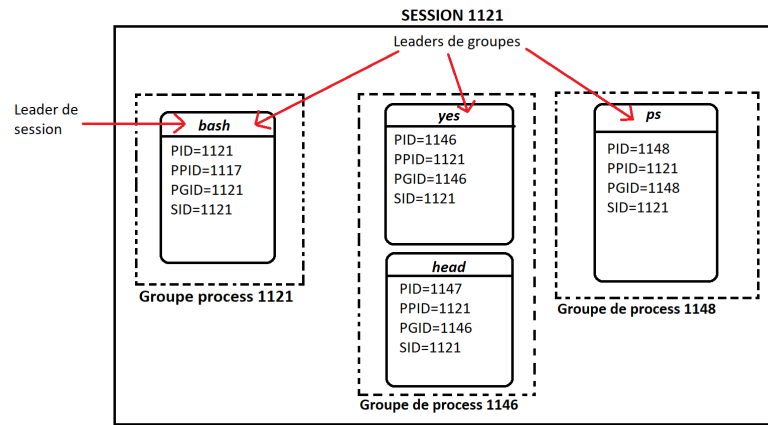 SESSION 1121
Leaders de groupes
Leader de
session
bash
PID=1121
PPID=1117
PGID=1121
SID=1121
Groupe process 1121
yes
PID=1146
PPID=1121
PGID=1146
SID=1121
head
PID=1147
PPID=1121
PGID=1146
SID=1121
Groupe de process 1146
ps
PID=1148
PPID=1121
PGID=1148
SID=1121
Groupe de process 1148